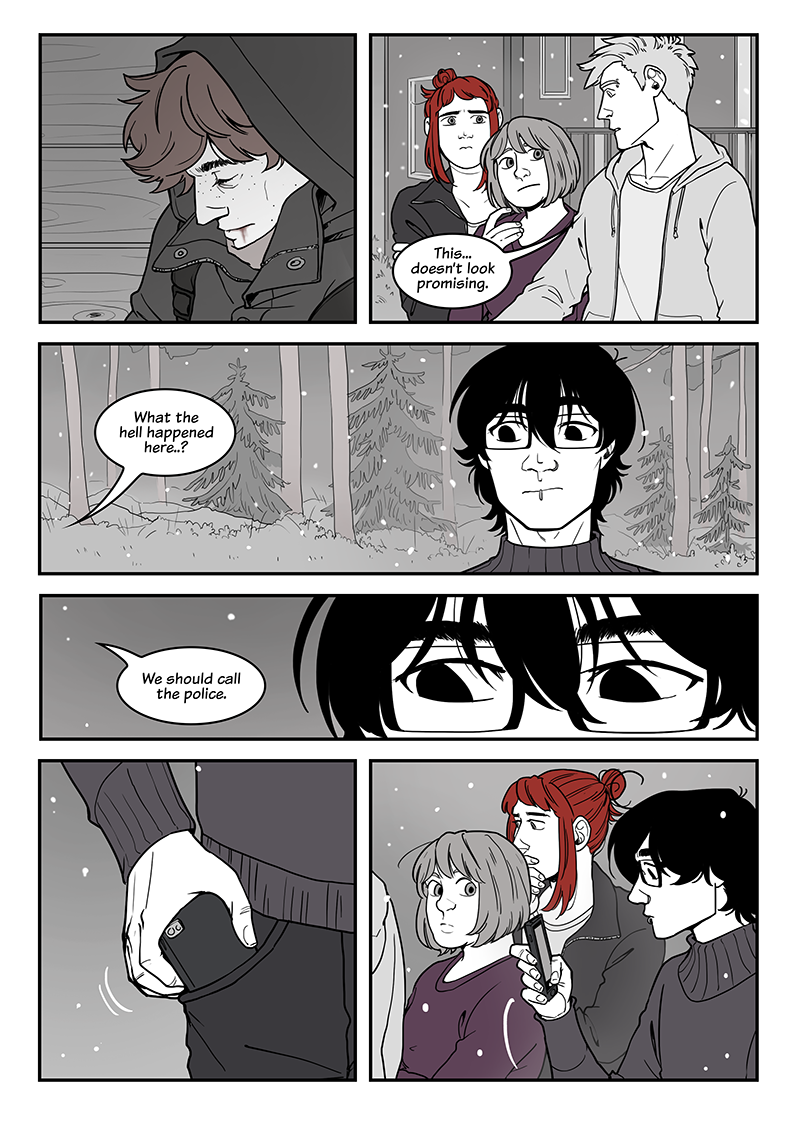 This...
doesn't look
promising.
What the
hell happened
here..?
We should call
the police.